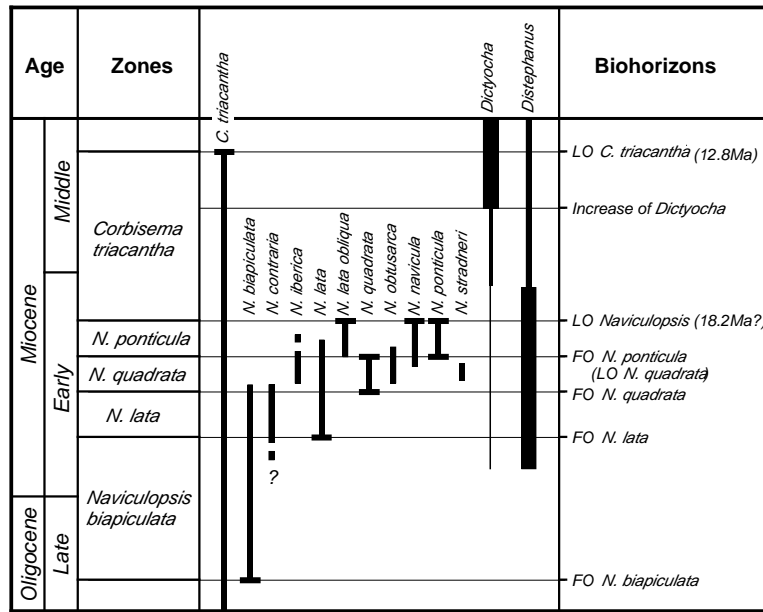 Age
Zones
Biohorizons
C. triacantha
Dictyocha
Distephanus
Miocene
Oligocene
Middle
Early
Late
Corbisema
triacantha
N. ponticula
N. quadrata
N. lata
Naviculopsis
biapiculata
N. biapiculata
N. contraria
N. iberica
N. lata
N. lata obliqua
N. quadrata
N. obtusarca
N. navicula
N. ponticula
N. stradneri
?
LO C. triacantha (12.8Ma)
Increase of Dictyocha
LO Naviculopsis (18.2Ma?)
FO N. ponticula
(LO N. quadrata)
FO N. quadrata
FO N. lata
FO N. biapiculata